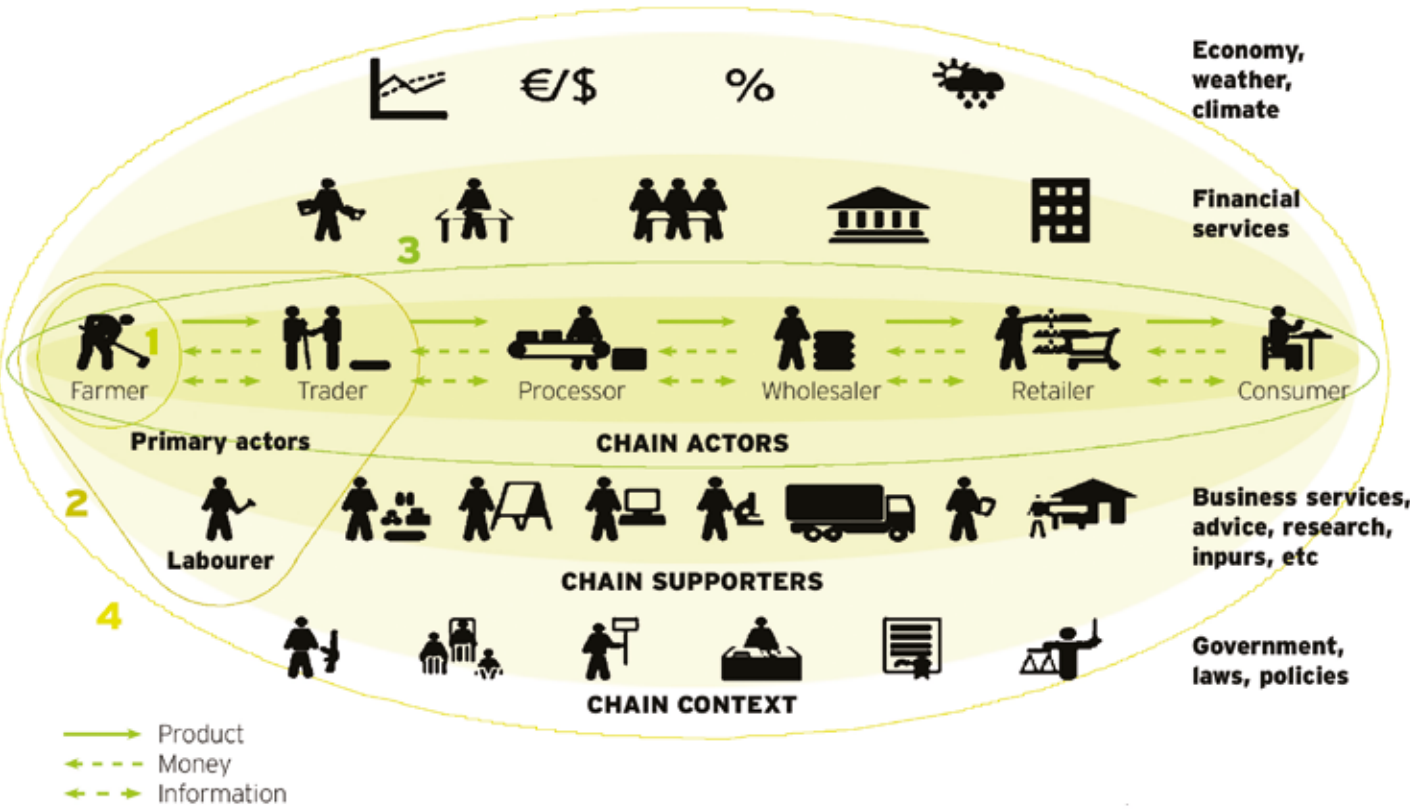 Economy,
weather,
climate
€/$
%
Financial
services
3
1
Farmer
Trader
Processor
Wholesaler
Retailer
Consumer
Primary actors
CHAIN ACTORS
2
Labourer
Business services,
advice, research,
inpurs, etc
CHAIN SUPPORTERS
4
Government,
laws, policies
CHAIN CONTEXT
Product
Money
Information